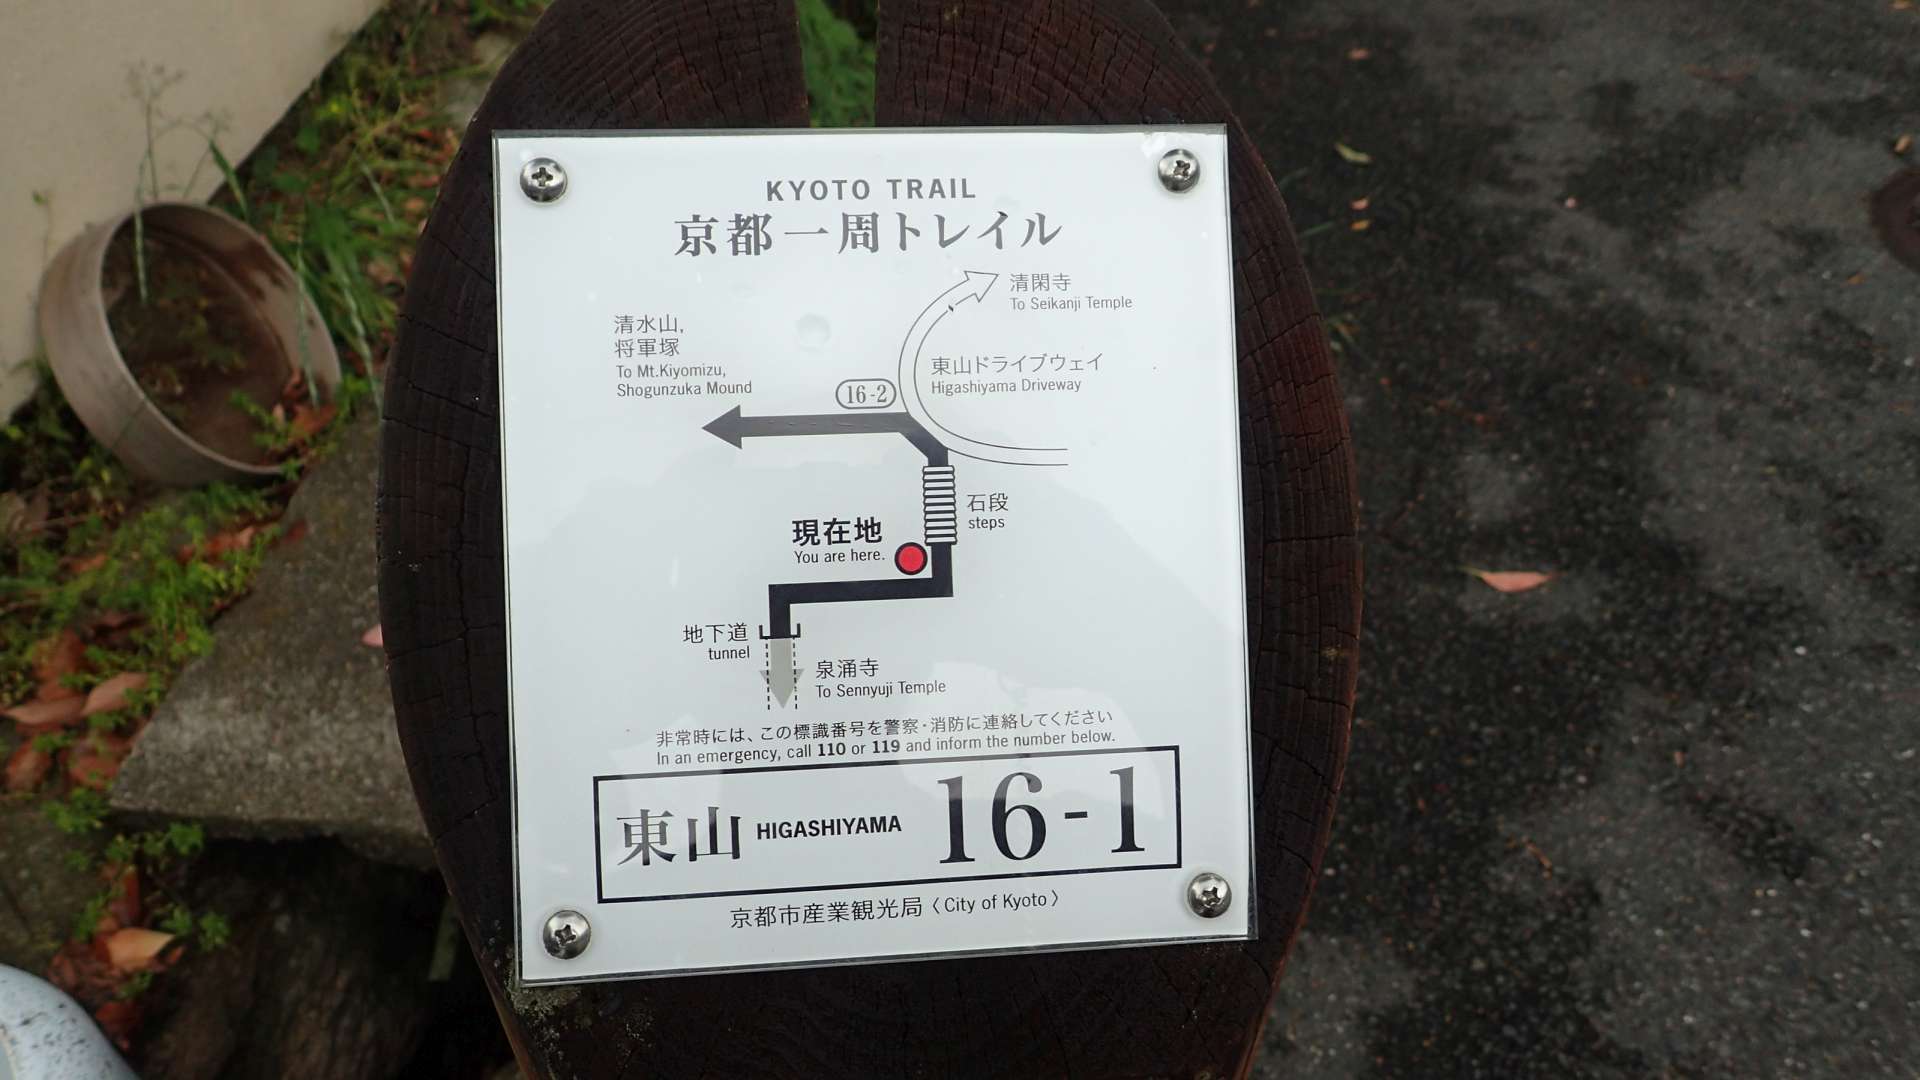 KYOTO TRAIL
京都一周トレイル
清閑寺
To Seikanji Temple
清水山,
将軍塚
To Mt.Kiyomizu,
Shogunzuka Mound
東山ドライブウェイ
Higashiyama Driveway
16-2
石段
steps
現在地
You are here.
地下道
tunnel
泉涌寺
To Sennyuji Temple
非常時には、この標識番号を警察・消防に連絡してください
In an emergency, call 110 or 119 and inform the number below.
東山 HIGASHIYAMA 16-1
京都市産業観光局〈City of Kyoto〉